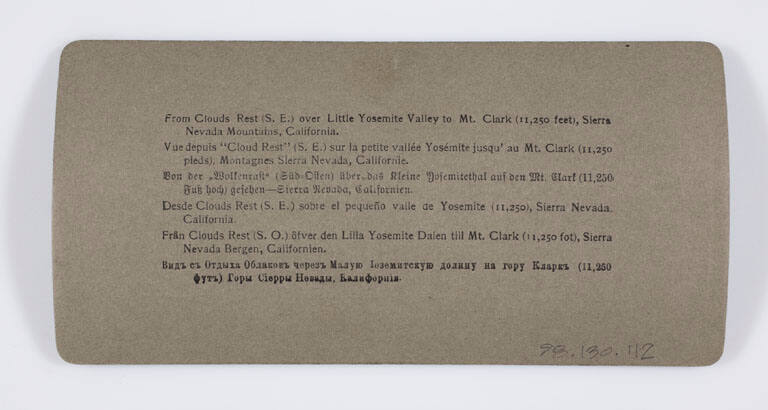 From Clouds Rest (S. E.) over Little Yosemite Valley to Mt. Clark (11,250 feet), Sierra
Nevada Mountains, California.
Vue depuis "Cloud Rest" (S. E.) sur la petite vallée Yosémite jusqu' au Mt. Clark (11,250
pieds), Montagnes Sierra Nevada, Californie.
Von der „Wolkenrast“ (Süd-Osten) über das Kleine Yosemitethal auf den Mt. Clark (11,250
Fuß hoch) gesehen—Sierra Nevada, Californien.
Desde Clouds Rest (S. E.) sobre el pequeño valle de Yosemite (11,250), Sierra Nevada,
California.
Från Clouds Rest (S. O.) öfver den Lilla Yosemite Dalen till Mt. Clark (11,250 fot), Sierra
Nevada Bergen, Californien.
Видъ съ Отдыха Облаковъ черезъ Малую Іоземитскую долину на гору Кларкъ (11,250
футъ) Горы Сіерры Невады, Калифорнія.
98.130.112